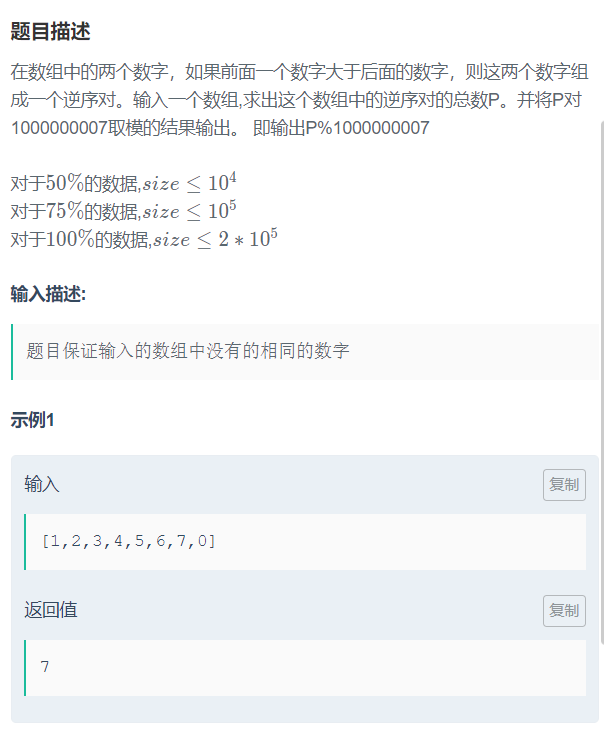 题目描述
在数组中的两个数字，如果前面一个数字大于后面的数字，则这两个数字组
成一个逆序对。输入一个数组,求出这个数组中的逆序对的总数P。并将P对
1000000007取模的结果输出。 即输出P%1000000007
对于50%的数据,size ≤ 10^4
对于75%的数据,size ≤ 10^5
对于100%的数据,size ≤ 2 * 10^5
输入描述:
题目保证输入的数组中没有的相同的数字
示例1
输入
复制
[1,2,3,4,5,6,7,0]
返回值
复制
7